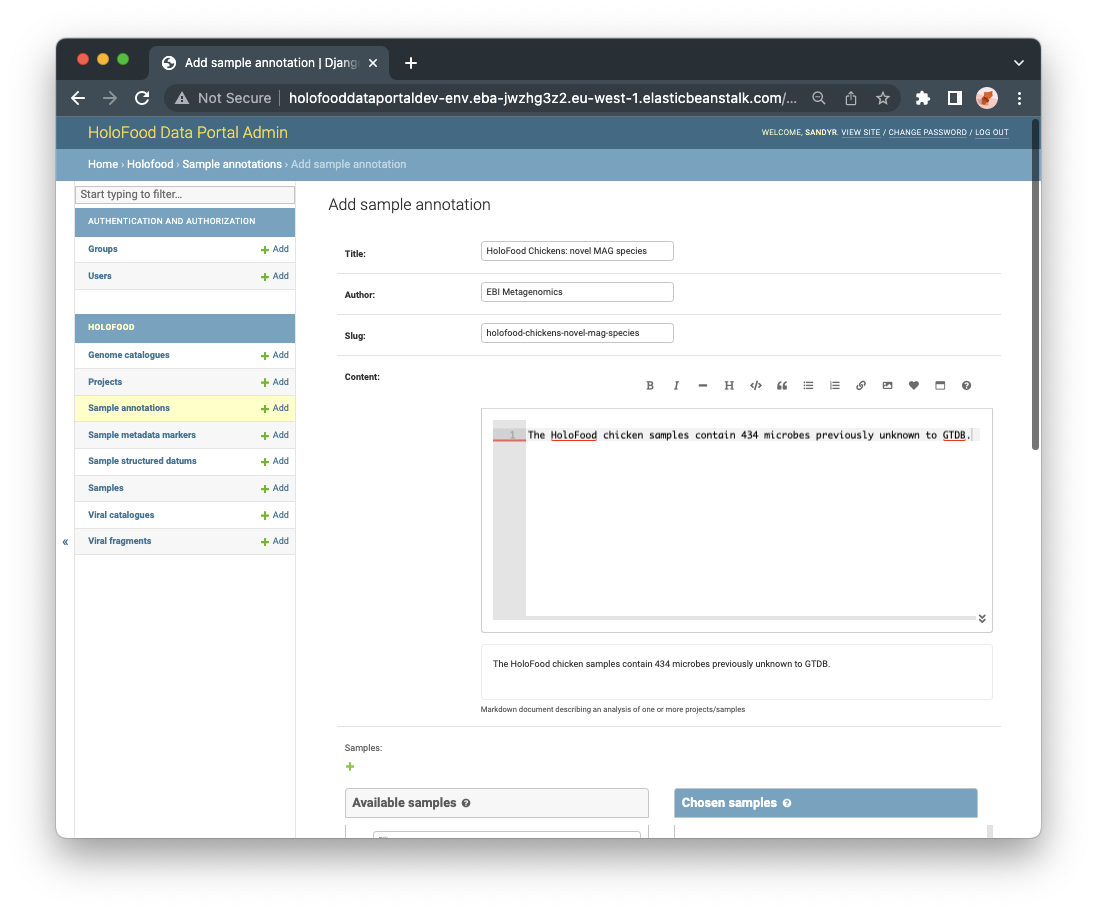 Add sample annotation | Djang
Not Secure
holofooddataportaldev-env.eba-jwzhg3z2.eu-west-1.elasticbeanstalk.com/...
HoloFood Data Portal Admin
WELCOME, SANDYR. VIEW SITE / CHANGE PASSWORD / LOG OUT
Home › Holofood › Sample annotations › Add sample annotation
Start typing to filter...
AUTHENTICATION AND AUTHORIZATION
Groups + Add
Users + Add
HOLOFOOD
Genome catalogues + Add
Projects + Add
Sample annotations + Add
Sample metadata markers + Add
Sample structured datums + Add
Samples + Add
Viral catalogues + Add
Viral fragments + Add
«
Add sample annotation
Title: HoloFood Chickens: novel MAG species
Author: EBI Metagenomics
Slug: holofood-chickens-novel-mag-species
Content:
B I H </>
1 The HoloFood chicken samples contain 434 microbes previously unknown to GTDB.
The HoloFood chicken samples contain 434 microbes previously unknown to GTDB.
Markdown document describing an analysis of one or more projects/samples
Samples:
+
Available samples ?
Chosen samples ?